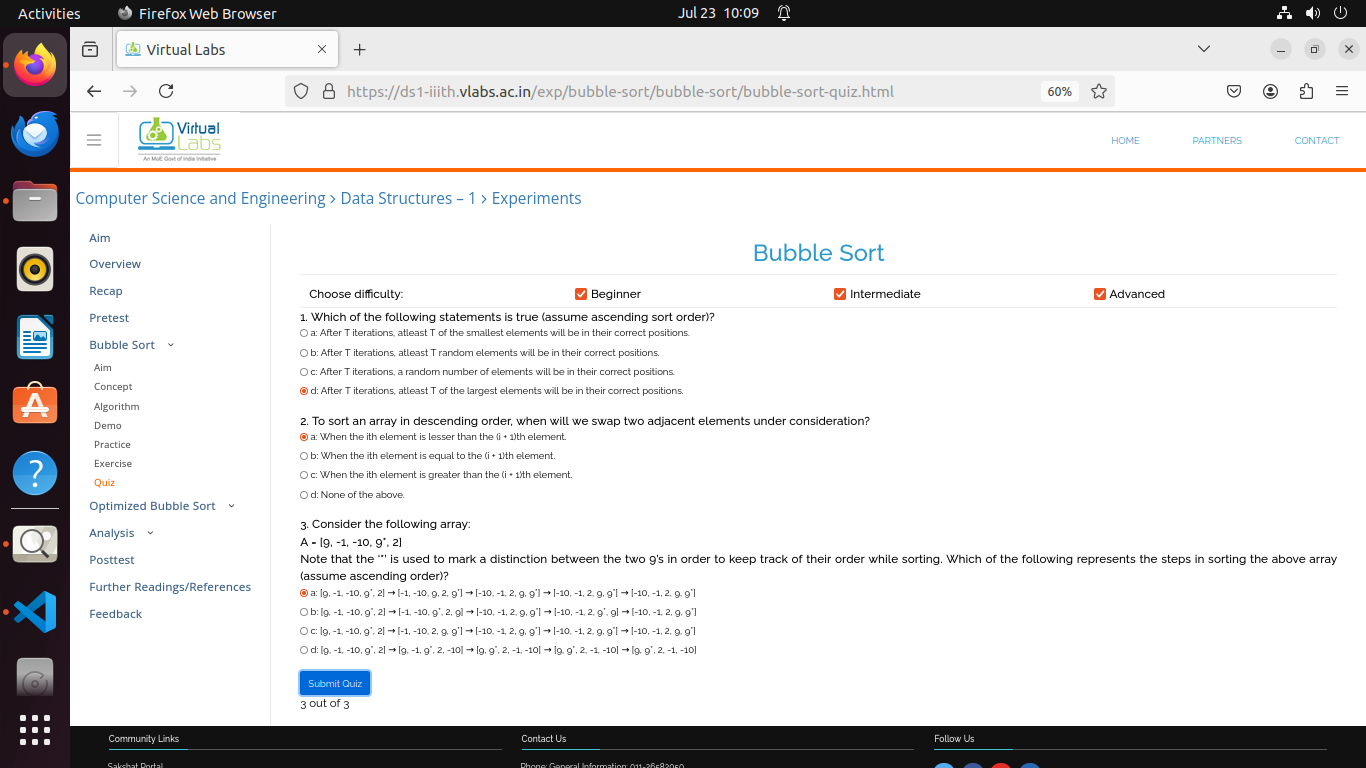 Activities
Firefox Web Browser
Jul 23 10:09
Virtual Labs
https://ds1-iiith.vlabs.ac.in/exp/bubble-sort/bubble-sort/bubble-sort-quiz.html
60%
Virtual
Labs
An MoE Govt of India Initiative
HOME
PARTNERS
CONTACT
Computer Science and Engineering › Data Structures – 1 › Experiments
Aim
Overview
Recap
Pretest
Bubble Sort
Aim
Concept
Algorithm
Demo
Practice
Exercise
Quiz
Optimized Bubble Sort
Analysis
Posttest
Further Readings/References
Feedback
Bubble Sort
Choose difficulty:
Beginner
Intermediate
Advanced
1. Which of the following statements is true (assume ascending sort order)?
a: After T iterations, atleast T of the smallest elements will be in their correct positions.
b: After T iterations, atleast T random elements will be in their correct positions.
c: After T iterations, a random number of elements will be in their correct positions.
d: After T iterations, atleast T of the largest elements will be in their correct positions.
2. To sort an array in descending order, when will we swap two adjacent elements under consideration?
a: When the ith element is lesser than the (i + 1)th element.
b: When the ith element is equal to the (i + 1)th element.
c: When the ith element is greater than the (i + 1)th element.
d: None of the above.
3. Consider the following array:
A = [9, -1, -10, 9*, 2]
Note that the '*' is used to mark a distinction between the two 9's in order to keep track of their order while sorting. Which of the following represents the steps in sorting the above array
(assume ascending order)?
a: [9, -1, -10, 9*, 2] → [-1, -10, 9, 2, 9*] → [-10, -1, 2, 9, 9*] → [-10, -1, 2, 9, 9*] → [-10, -1, 2, 9, 9*]
b: [9, -1, -10, 9*, 2] → [-1, -10, 9*, 2, 9] → [-10, -1, 2, 9, 9*] → [-10, -1, 2, 9*, 9] → [-10, -1, 2, 9, 9*]
c: [9, -1, -10, 9*, 2] → [-1, -10, 2, 9, 9*] → [-10, -1, 2, 9, 9*] → [-10, -1, 2, 9, 9*] → [-10, -1, 2, 9, 9*]
d: [9, -1, -10, 9*, 2] → [9, -1, 9*, 2, -10] → [9, 9*, 2, -1, -10] → [9, 9*, 2, -1, -10] → [9, 9*, 2, -1, -10]
Submit Quiz
3 out of 3
Community Links
Contact Us
Follow Us
Sakshat Portal
Phone: General Information: 011-26582050